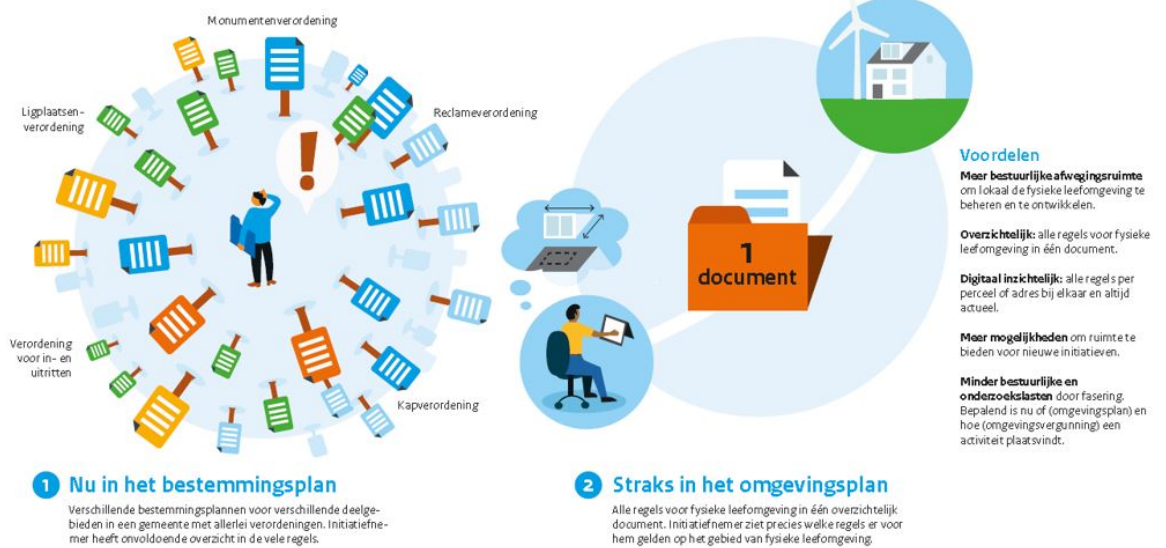 Monumentenverordening
Ligplaatsen-
verordening
Reclameverordening
Verordening
voor in- en
uitritten
Kapverordening
1 Nu in het bestemmingsplan
Verschillende bestemmingsplannen voor verschillende deelge-
bieden in een gemeente met allerlei verordeningen. Initiatiefne-
mer heeft onvoldoende overzicht in de vele regels.
1
document
2 Straks in het omgevingsplan
Alle regels voor fysieke leefomgeving in één overzichtelijk
document. Initiatiefnemer ziet precies welke regels er voor
hem gelden op het gebied van fysieke leefomgeving.
Voordelen
Meer bestuurlijke afwegingsruimte
om lokaal de fysieke leefomgeving te
beheren en te ontwikkelen.
Overzichtelijk: alle regels voor fysieke
leefomgeving in één document.
Digitaal inzichtelijk: alle regels per
perceel of adres bij elkaar en altijd
actueel.
Meer mogelijkheden om ruimte te
bieden voor nieuwe initiatieven.
Minder bestuurlijke en
onderzoekslasten door fasering.
Bepalend is nu of (omgevingsplan) en
hoe (omgevingsvergunning) een
activiteit plaatsvindt.